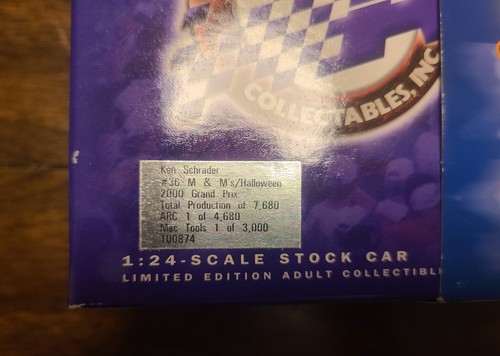 COLLECTABLES, INC
Ken Schrader
#36 M & M's/Halloween
2000 Grand Prix
Total Production of 7,680
ARC 1 of 4,680
Mac Tools 1 of 3,000
100874
1:24-SCALE STOCK CAR
LIMITED EDITION ADULT COLLECTIBL